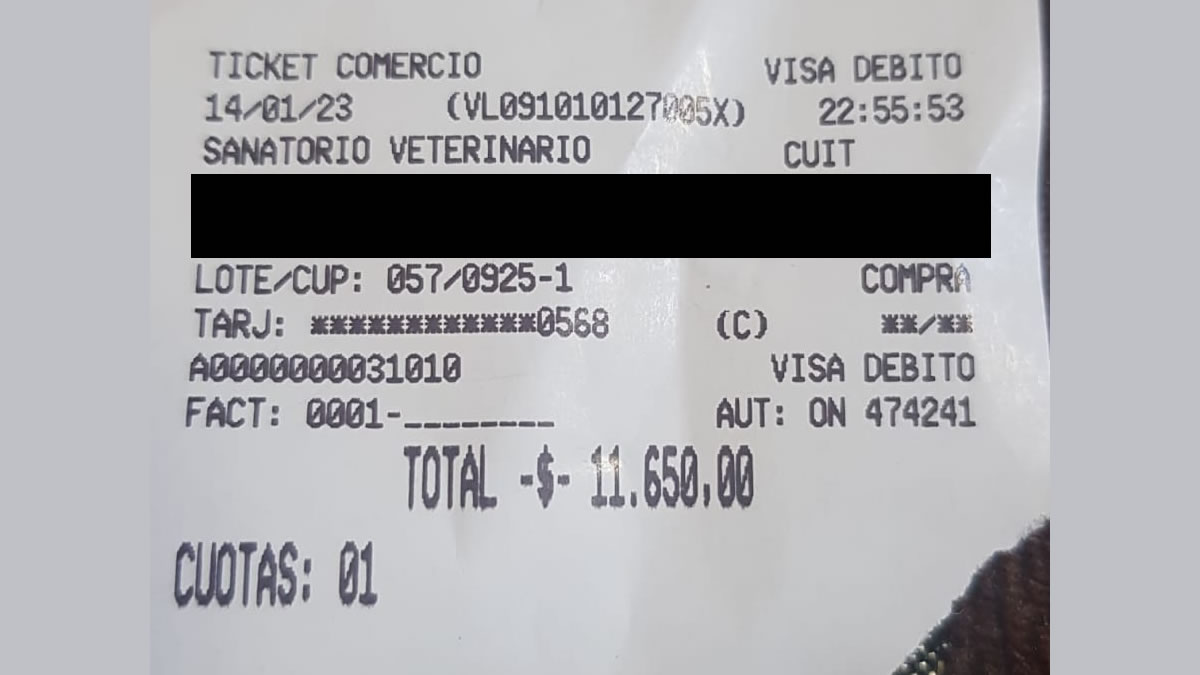 TICKET COMERCIO VISA DEBITO
14/01/23 (VL091010127005X) 22:55:53
SANATORIO VETERINARIO CUIT
LOTE/CUP: 057/0925-1 COMPRA
TARJ: ************0568 (C) **/**
A0000000031010 VISA DEBITO
FACT: 0001-________ AUT: ON 474241
TOTAL -$- 11.650,00
CUOTAS: 01